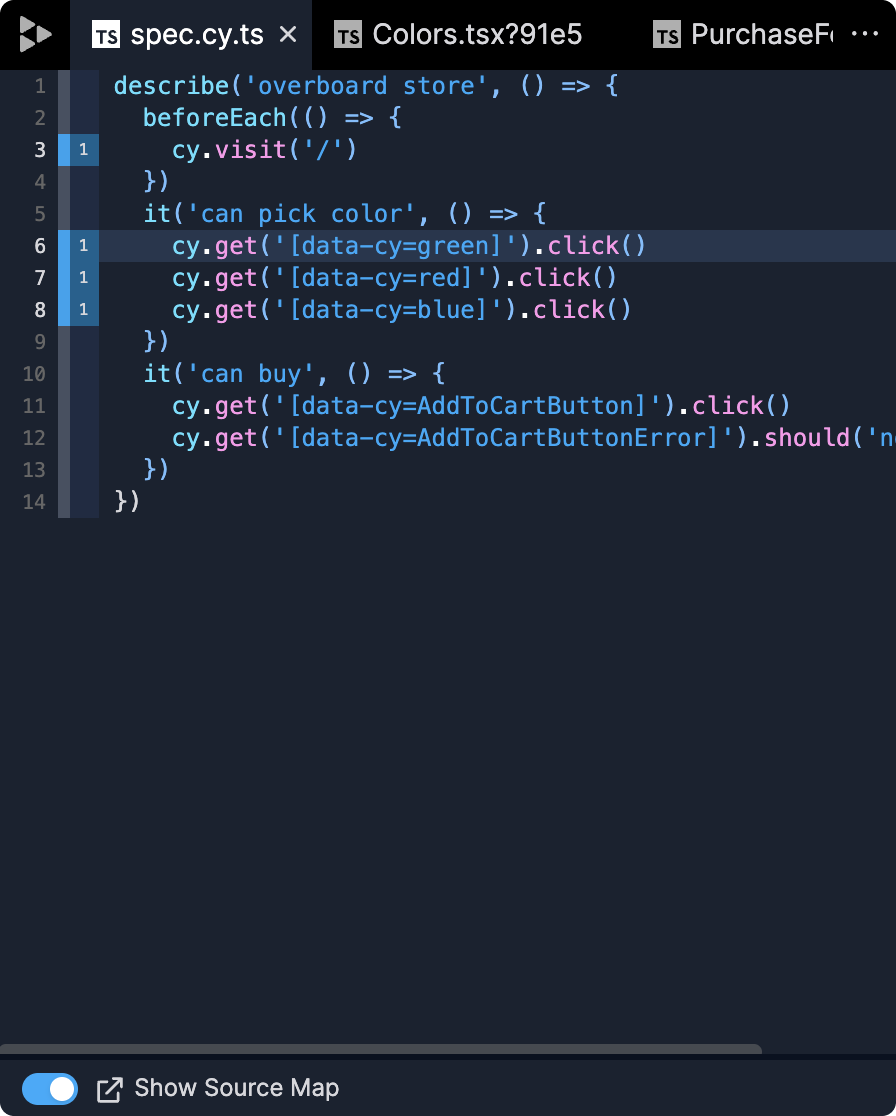 TS spec.cy.ts × TS Colors.tsx?91e5 TS PurchaseFo ...
1 describe('overboard store', () => {
2 beforeEach(() => {
3 1 cy.visit('/')
4 })
5 it('can pick color', () => {
6 1 cy.get('[data-cy=green]').click()
7 1 cy.get('[data-cy=red]').click()
8 1 cy.get('[data-cy=blue]').click()
9 })
10 it('can buy', () => {
11 cy.get('[data-cy=AddToCartButton]').click()
12 cy.get('[data-cy=AddToCartButtonError]').should('n
13 })
14 })
Show Source Map